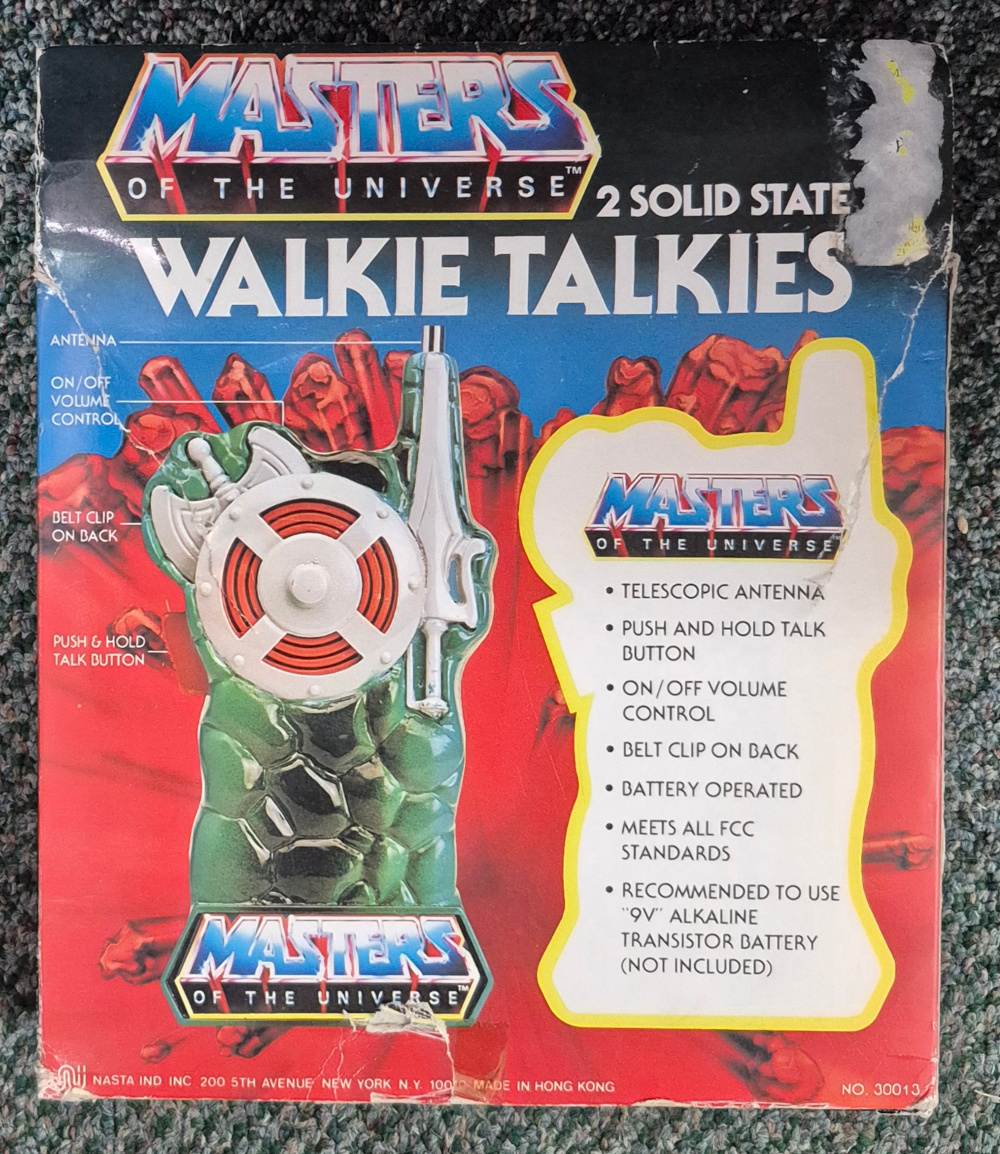 MASTERS
OF THE UNIVERSE™
2 SOLID STATE
WALKIE TALKIES
ANTENNA
ON/OFF
VOLUME
CONTROL
BELT CLIP
ON BACK
PUSH & HOLD
TALK BUTTON
MASTERS
OF THE UNIVERSE™
• TELESCOPIC ANTENNA
• PUSH AND HOLD TALK
BUTTON
• ON/OFF VOLUME
CONTROL
• BELT CLIP ON BACK
• BATTERY OPERATED
• MEETS ALL FCC
STANDARDS
• RECOMMENDED TO USE
"9V" ALKALINE
TRANSISTOR BATTERY
(NOT INCLUDED)
MASTERS
OF THE UNIVERSE™
NASTA IND INC 200 5TH AVENUE NEW YORK N.Y. MADE IN HONG KONG
NO. 30013